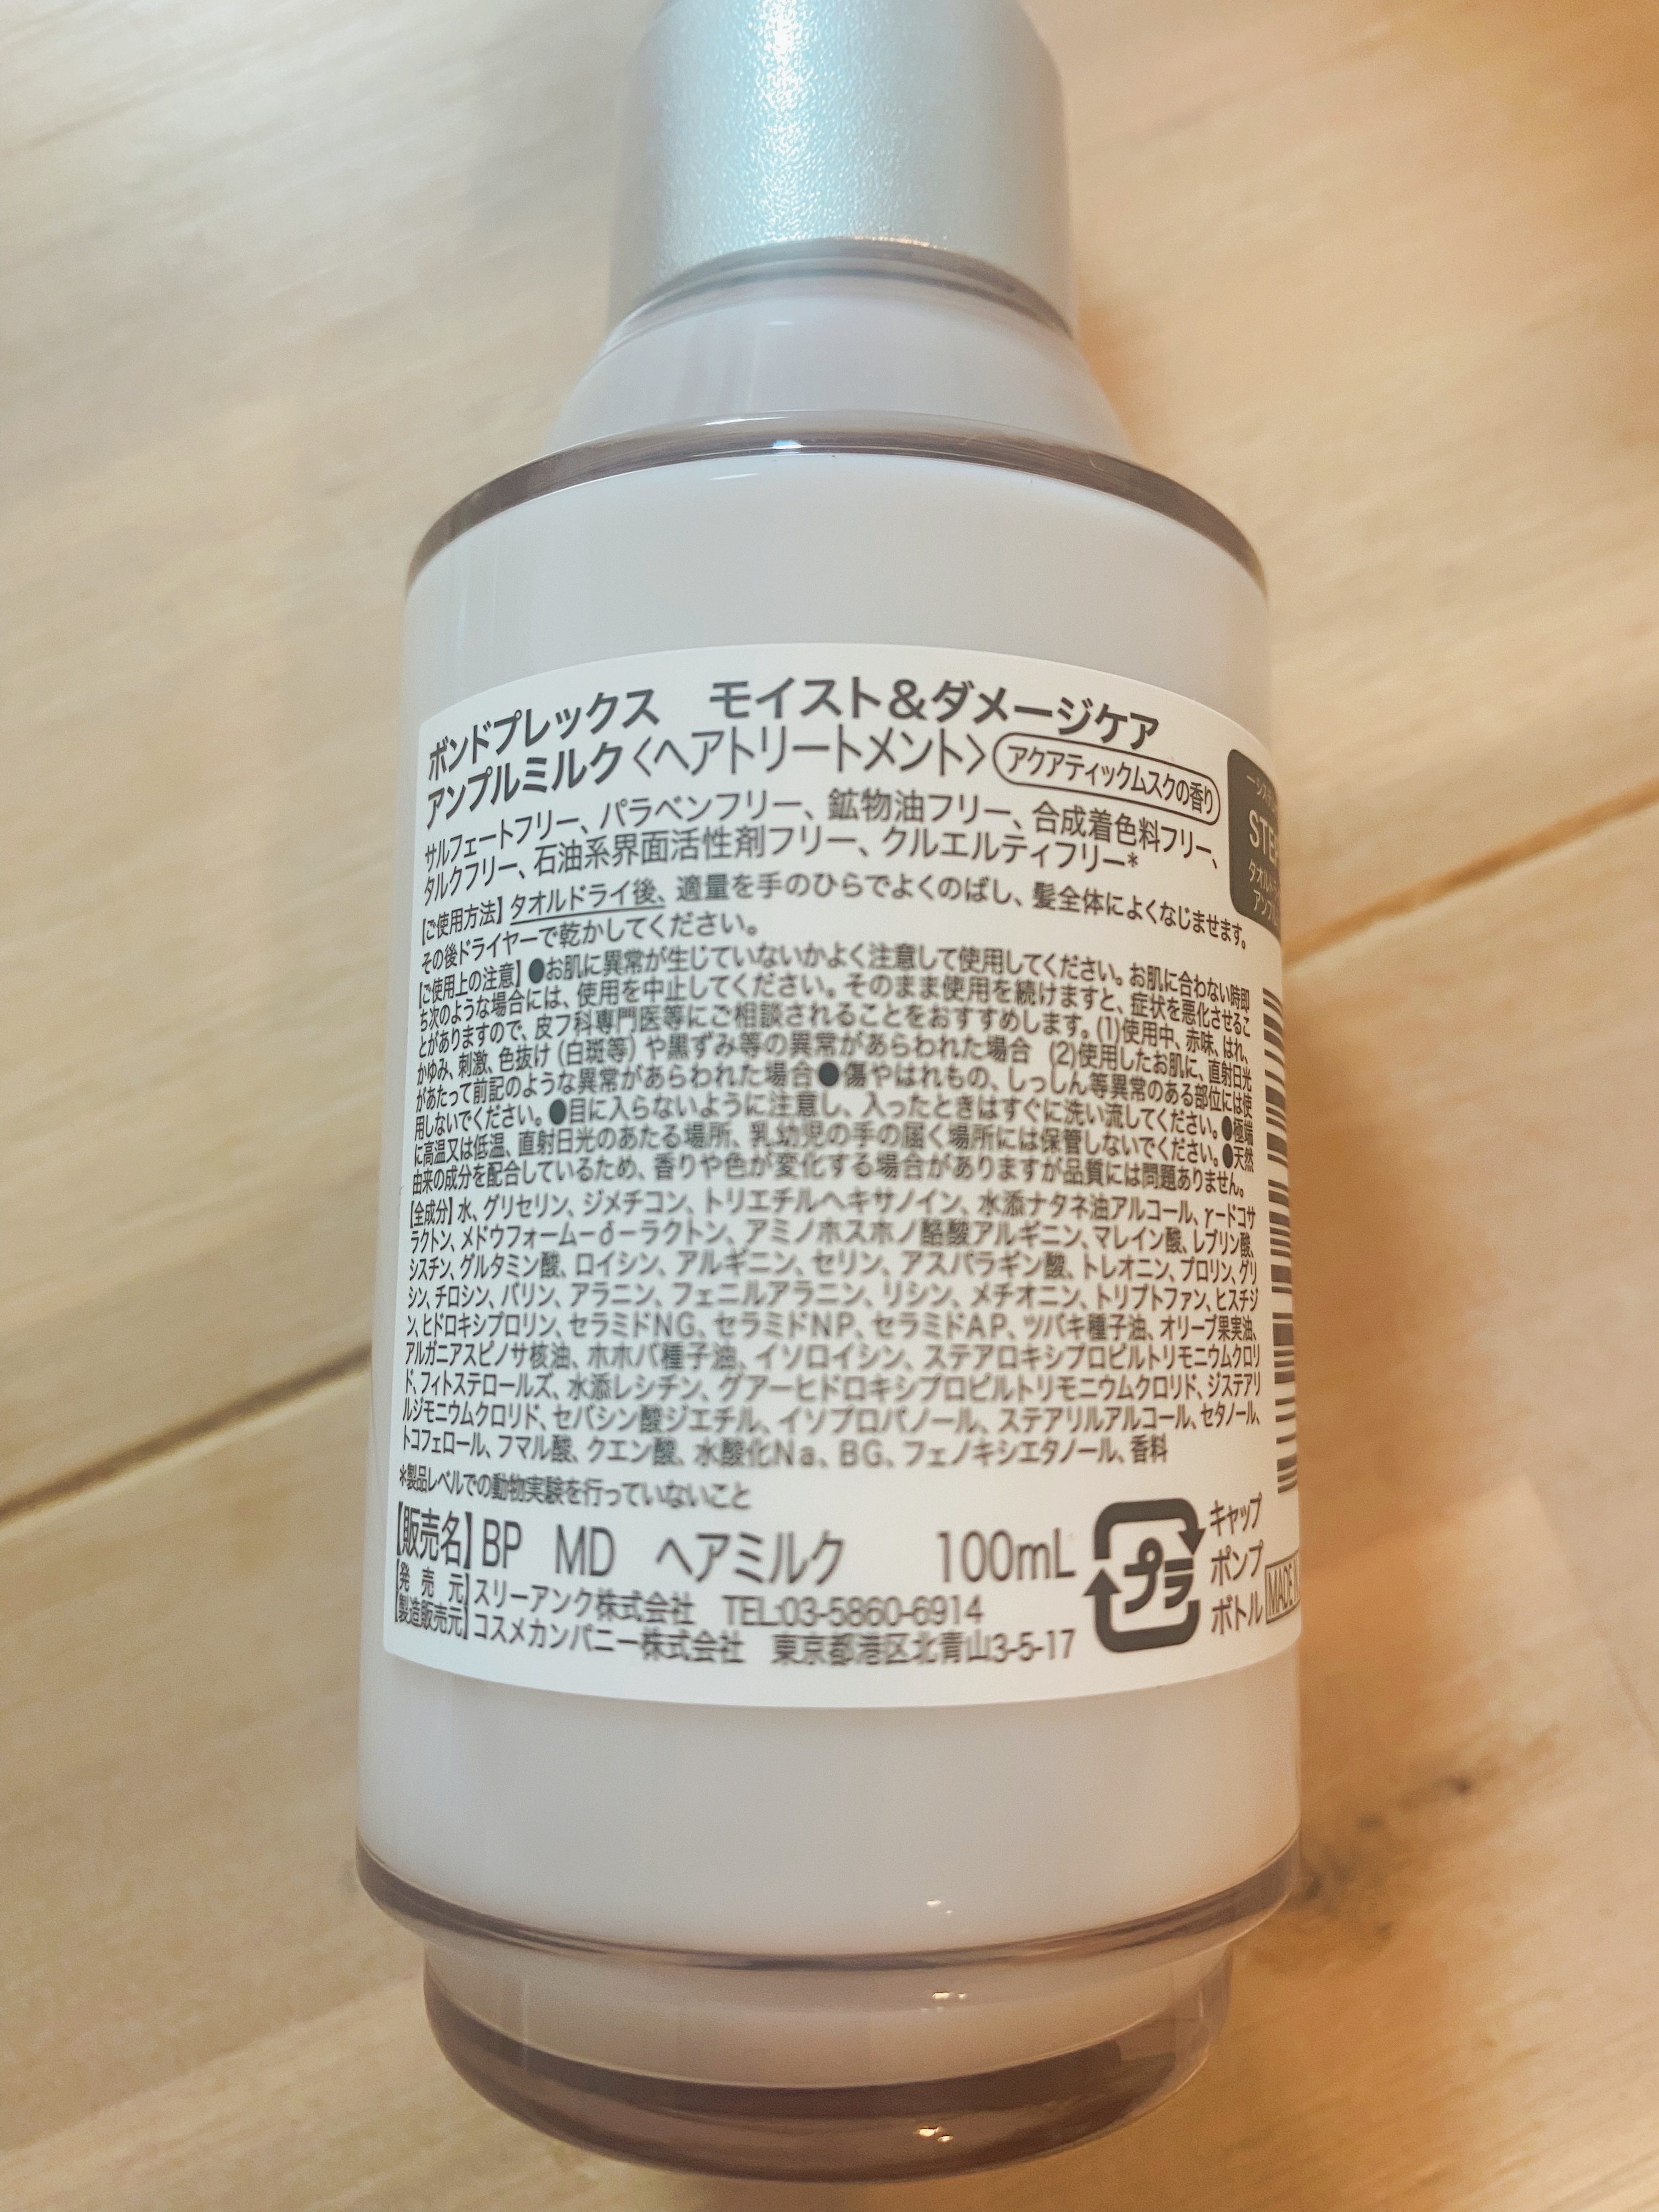 ボンドプレックス　モイスト&ダメージケア
アンプルミルク〈ヘアトリートメント〉 アクアティックムスクの香り
サルフェートフリー、パラベンフリー、鉱物油フリー、合成着色料フリー、
タルクフリー、石油系界面活性剤フリー、クルエルティフリー*
【ご使用方法】タオルドライ後、適量を手のひらでよくのばし、髪全体によくなじませます。
その後ドライヤーで乾かしてください。
【ご使用上の注意】●お肌に異常が生じていないかよく注意して使用してください。お肌に合わない時即
ち次のような場合には、使用を中止してください。そのまま使用を続けますと、症状を悪化させるこ
とがありますので、皮フ科専門医等にご相談されることをおすすめします。(1)使用中、赤味、はれ、
かゆみ、刺激、色抜け（白斑等）や黒ずみ等の異常があらわれた場合　(2)使用したお肌に、直射日光
があたって前記のような異常があらわれた場合●傷やはれもの、しっしん等異常のある部位には使
用しないでください。●目に入らないように注意し、入ったときはすぐに洗い流してください。●極端
に高温又は低温、直射日光のあたる場所、乳幼児の手の届く場所には保管しないでください。●天然
由来の成分を配合しているため、香りや色が変化する場合がありますが品質には問題ありません。
【全成分】水、グリセリン、ジメチコン、トリエチルヘキサノイン、水添ナタネ油アルコール、γードコサ
ラクトン、メドウフォームーδーラクトン、アミノホスホノ酪酸アルギニン、マレイン酸、レブリン酸、
シスチン、グルタミン酸、ロイシン、アルギニン、セリン、アスパラギン酸、トレオニン、プロリン、グリ
シン、チロシン、バリン、アラニン、フェニルアラニン、リシン、メチオニン、トリプトファン、ヒスチジ
ン、ヒドロキシプロリン、セラミドNG、セラミドNP、セラミドAP、ツバキ種子油、オリーブ果実油、
アルガニアスピノサ核油、ホホバ種子油、イソロイシン、ステアロキシプロピルトリモニウムクロリ
ド、フィトステロールズ、水添レシチン、グアーヒドロキシプロピルトリモニウムクロリド、ジステアリ
ルジモニウムクロリド、セバシン酸ジエチル、イソプロパノール、ステアリルアルコール、セタノール、
トコフェロール、フマル酸、クエン酸、水酸化Na、BG、フェノキシエタノール、香料
*製品レベルでの動物実験を行っていないこと
【販売名】BP　MD　ヘアミルク　100mL
発 売 元 スリーアンク株式会社　TEL:03-5860-6914
製造販売元 コスメカンパニー株式会社　東京都港区北青山3-5-17
プラ
キャップ
ポンプ
ボトル